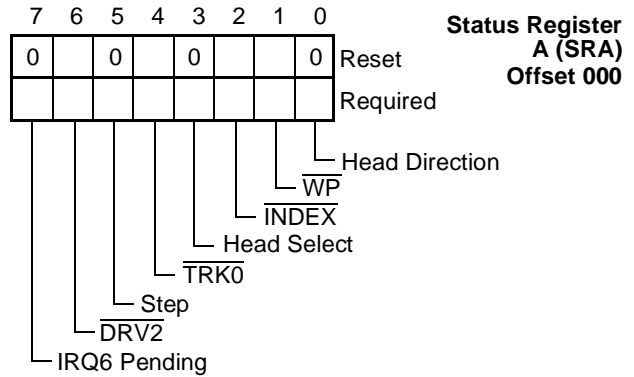 7 6 5 4 3 2 1 0
Status Register
A (SRA)
Offset 000
0 0 0 0 Reset
Required
Head Direction
WP
INDEX
Head Select
TRK0
Step
DRV2
IRQ6 Pending